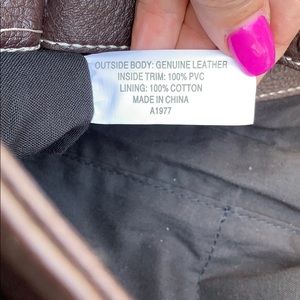 OUTSIDE BODY: GENUINE LEATHER
INSIDE TRIM: 100% PVC
LINING: 100% COTTON
MADE IN CHINA
A1977